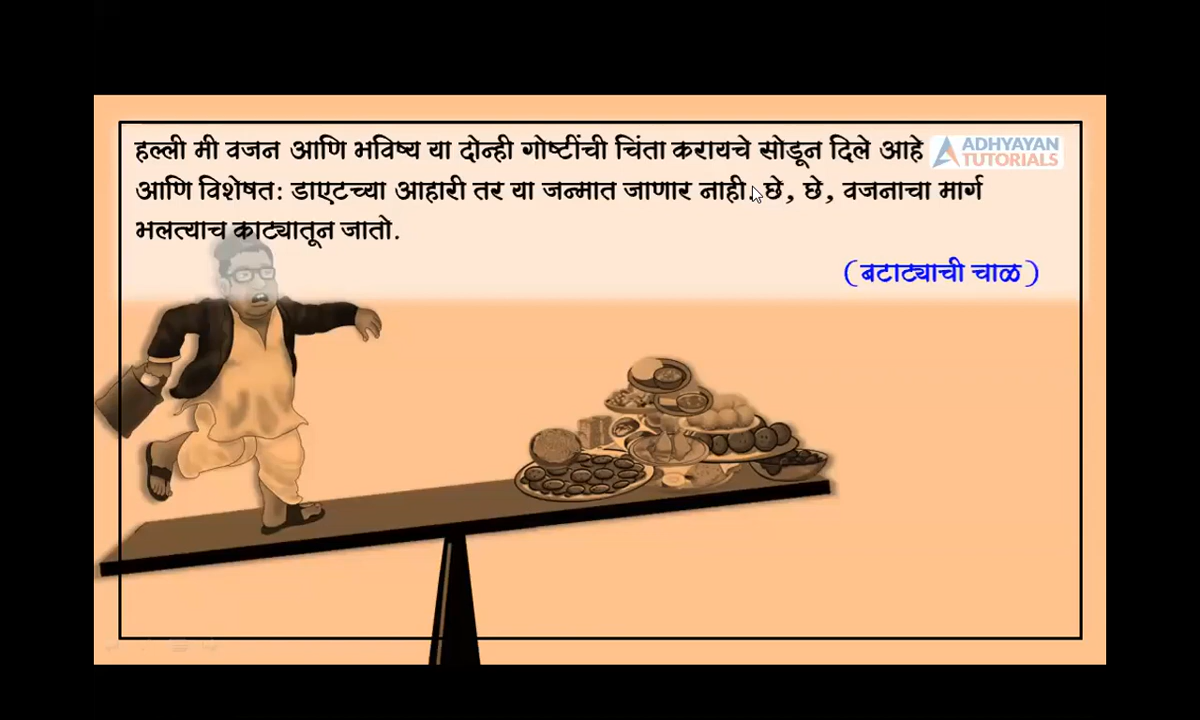 हल्ली मी वजन आणि भविष्य या दोन्ही गोष्टींची चिंता करायचे सोडून दिले आहे
ADHYAYAN
TUTORIALS
आणि विशेषतः डाएटच्या आहारी तर या जन्मात जाणार नाही. छे, छे, वजनाचा मार्ग
भलत्याच काट्यातून जातो.
(बटाट्याची चाळ)